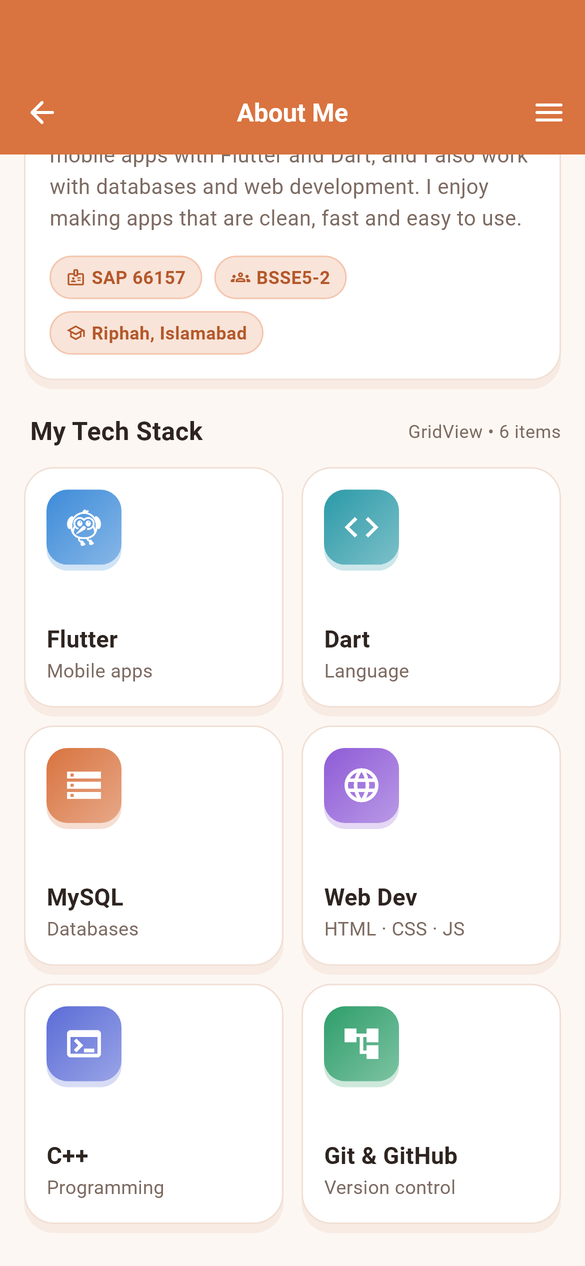 About Me
mobile apps with Flutter and Dart, and I also work
with databases and web development. I enjoy
making apps that are clean, fast and easy to use.
SAP 66157
BSSE5-2
Riphah, Islamabad
My Tech Stack
GridView • 6 items
Flutter
Mobile apps
Dart
Language
MySQL
Databases
Web Dev
HTML · CSS · JS
C++
Programming
Git & GitHub
Version control